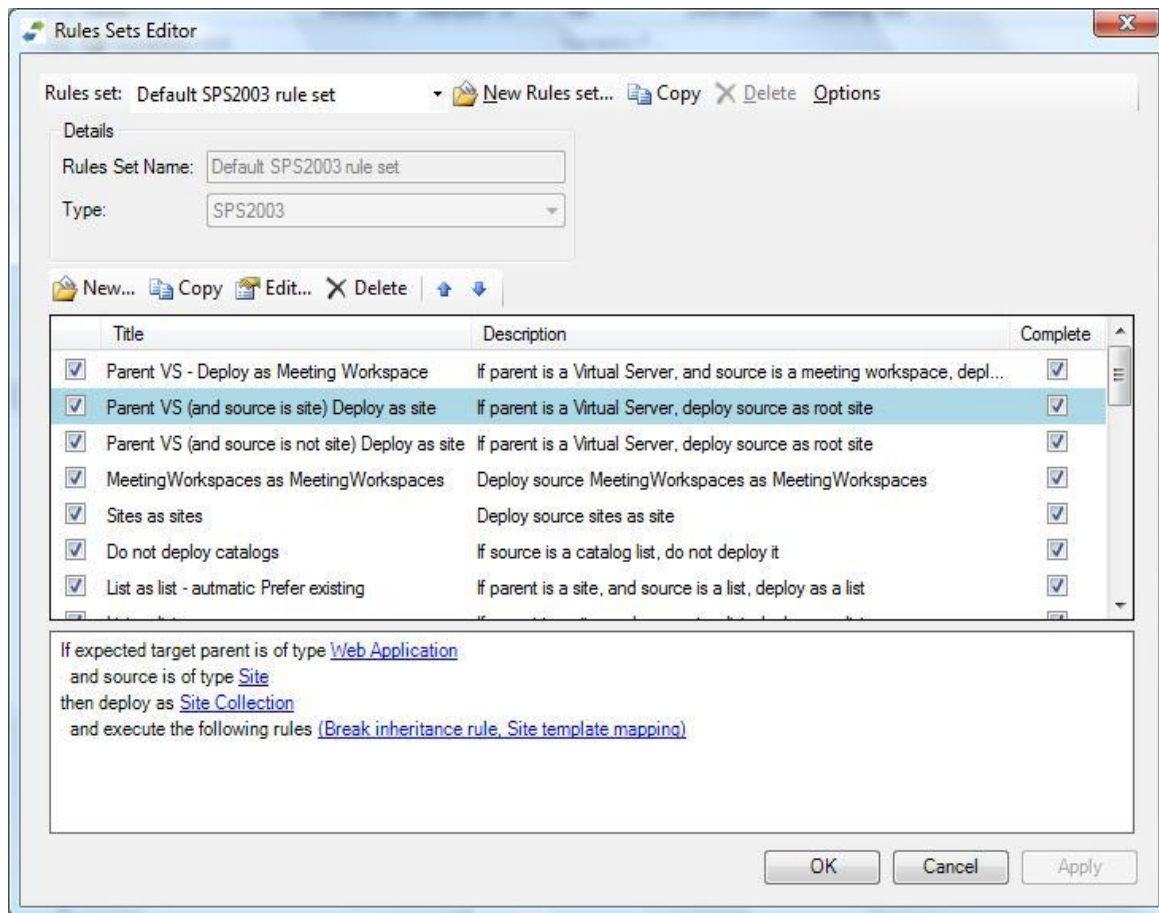 Rules Sets Editor
Rules set: Default SPS2003 rule set New Rules set... Copy Delete Options
Details
Rules Set Name: Default SPS2003 rule set
Type: SPS2003
New... Copy Edit... Delete
Title Description Complete
Parent VS - Deploy as Meeting Workspace If parent is a Virtual Server, and source is a meeting workspace, depl...
Parent VS (and source is site) Deploy as site If parent is a Virtual Server, deploy source as root site
Parent VS (and source is not site) Deploy as site If parent is a Virtual Server, deploy source as root site
MeetingWorkspaces as MeetingWorkspaces Deploy source MeetingWorkspaces as MeetingWorkspaces
Sites as sites Deploy source sites as site
Do not deploy catalogs If source is a catalog list, do not deploy it
List as list - autmatic Prefer existing If parent is a site, and source is a list, deploy as a list
If expected target parent is of type Web Application
and source is of type Site
then deploy as Site Collection
and execute the following rules (Break inheritance rule, Site template mapping)
OK Cancel Apply